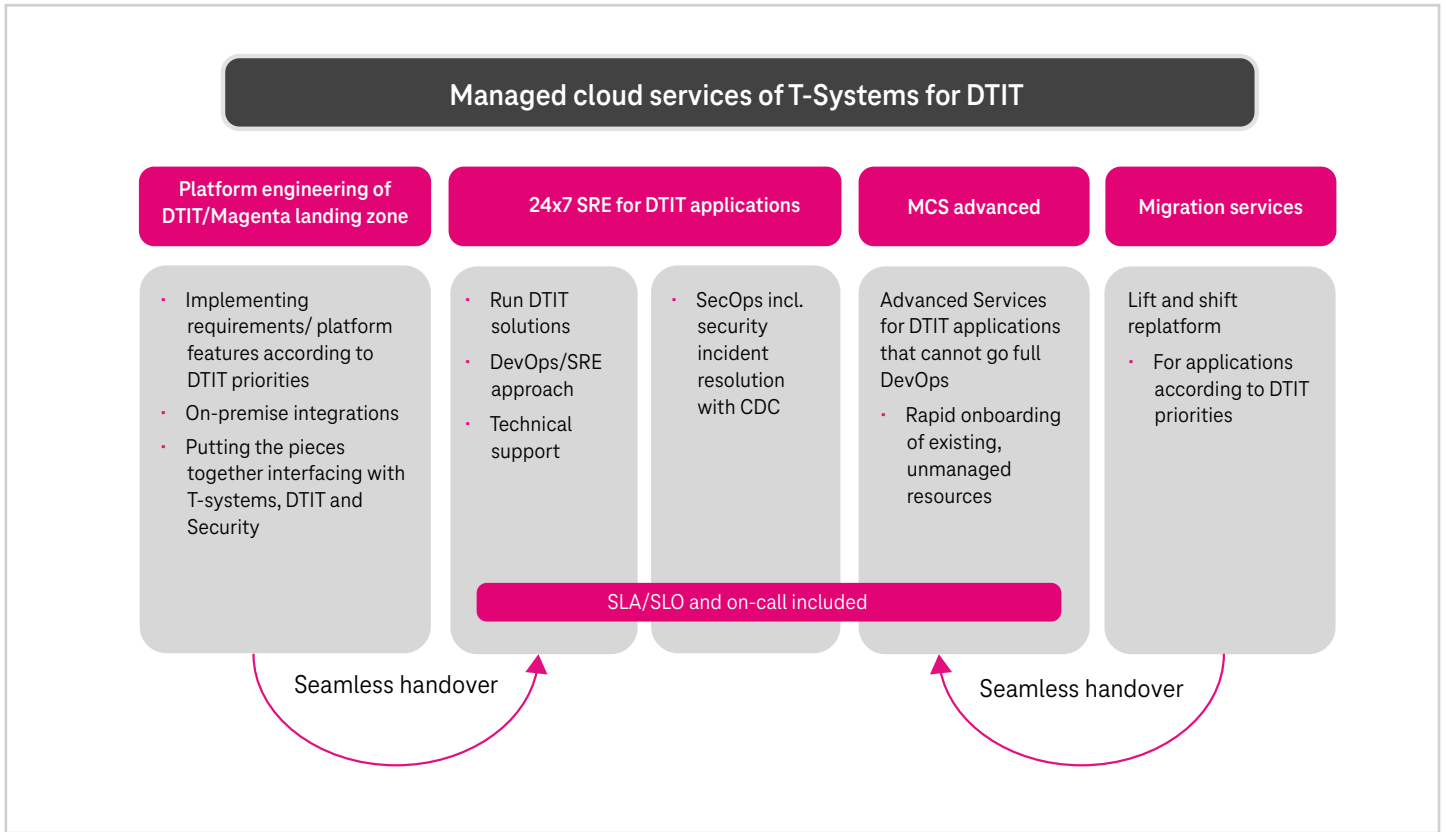 Managed cloud services of T-Systems for DTIT
Platform engineering of
DTIT/Magenta landing zone
24x7 SRE for DTIT applications
MCS advanced
Migration services
· Implementing
requirements/ platform
features according to
DTIT priorities
· On-premise integrations
· Putting the pieces
together interfacing with
T-systems, DTIT and
Security
· Run DTIT
solutions
· DevOps/SRE
approach
· Technical
support
· SecOps incl.
security
incident
resolution
with CDC
Advanced Services
for DTIT applications
that cannot go full
DevOps
· Rapid onboarding
of existing,
unmanaged
resources
Lift and shift
replatform
· For applications
according to DTIT
priorities
SLA/SLO and on-call included
Seamless handover
Seamless handover